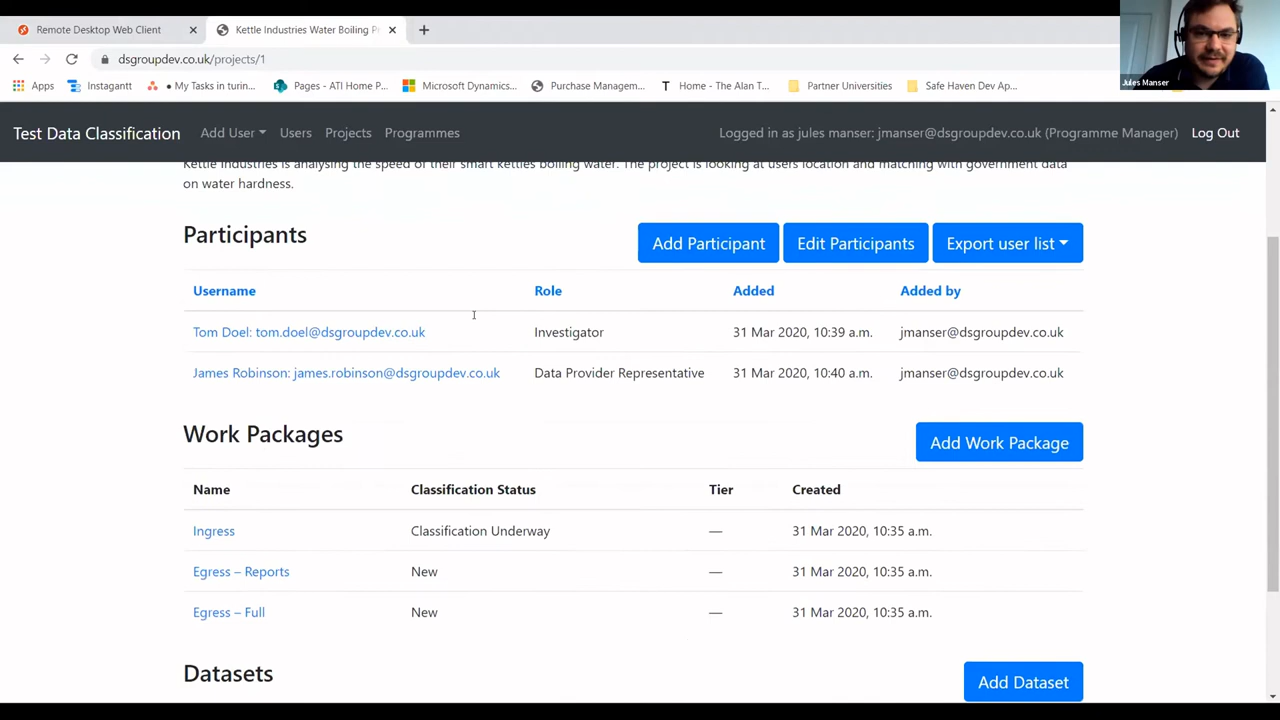 Remote Desktop Web Client
Kettle Industries Water Boiling P
dsgroupdev.co.uk/projects/1
Apps Instagantt • My Tasks in turin... Pages - ATI Home P... Microsoft Dynamics... Purchase Managem... T Home - The Alan T... Partner Universities Safe Haven Dev Ap...
Jules Manser
Test Data Classification Add User Users Projects Programmes Logged in as jules manser: jmanser@dsgroupdev.co.uk (Programme Manager) Log Out
Kettle Industries is analysing the speed of their smart kettles boiling water. The project is looking at users location and matching with government data
on water hardness.
Participants Add Participant Edit Participants Export user list
Username Role Added Added by
Tom Doel: tom.doel@dsgroupdev.co.uk Investigator 31 Mar 2020, 10:39 a.m. jmanser@dsgroupdev.co.uk
James Robinson: james.robinson@dsgroupdev.co.uk Data Provider Representative 31 Mar 2020, 10:40 a.m. jmanser@dsgroupdev.co.uk
Work Packages Add Work Package
Name Classification Status Tier Created
Ingress Classification Underway — 31 Mar 2020, 10:35 a.m.
Egress – Reports New — 31 Mar 2020, 10:35 a.m.
Egress – Full New — 31 Mar 2020, 10:35 a.m.
Datasets Add Dataset